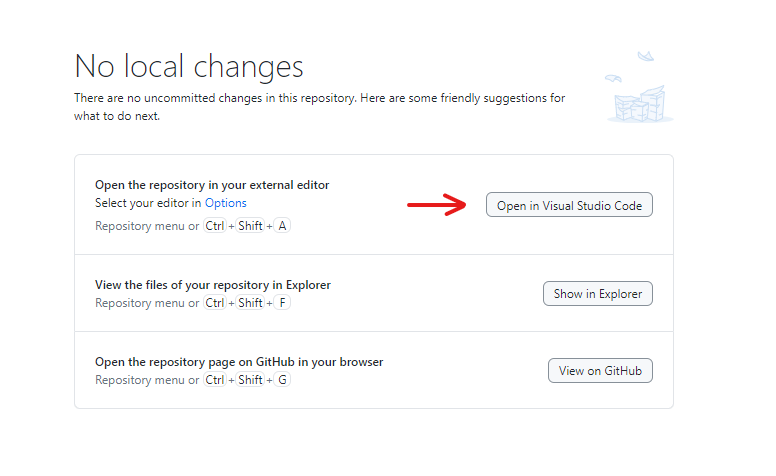 No local changes
There are no uncommitted changes in this repository. Here are some friendly suggestions for
what to do next.
Open the repository in your external editor
Select your editor in Options
Repository menu or Ctrl + Shift + A
Open in Visual Studio Code
View the files of your repository in Explorer
Repository menu or Ctrl + Shift + F
Show in Explorer
Open the repository page on GitHub in your browser
Repository menu or Ctrl + Shift + G
View on GitHub